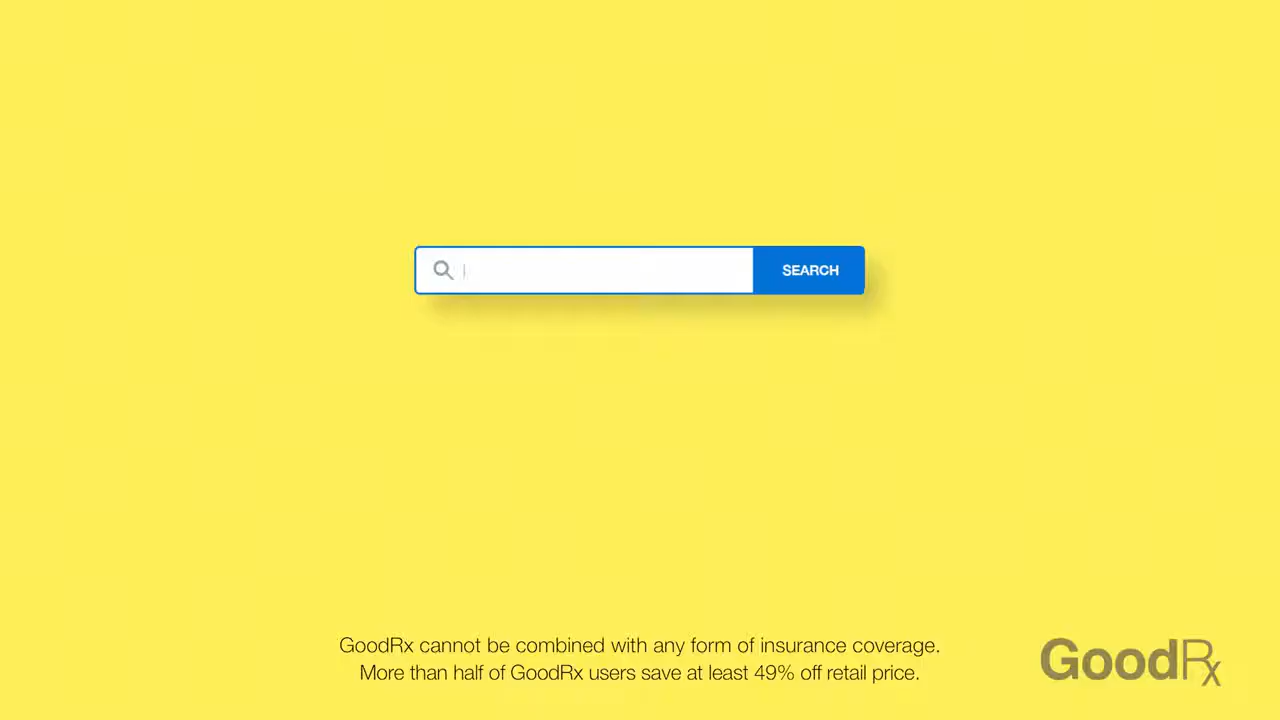 SEARCH
GoodRx cannot be combined with any form of insurance coverage.
More than half of GoodRx users save at least 49% off retail price.
GoodRx